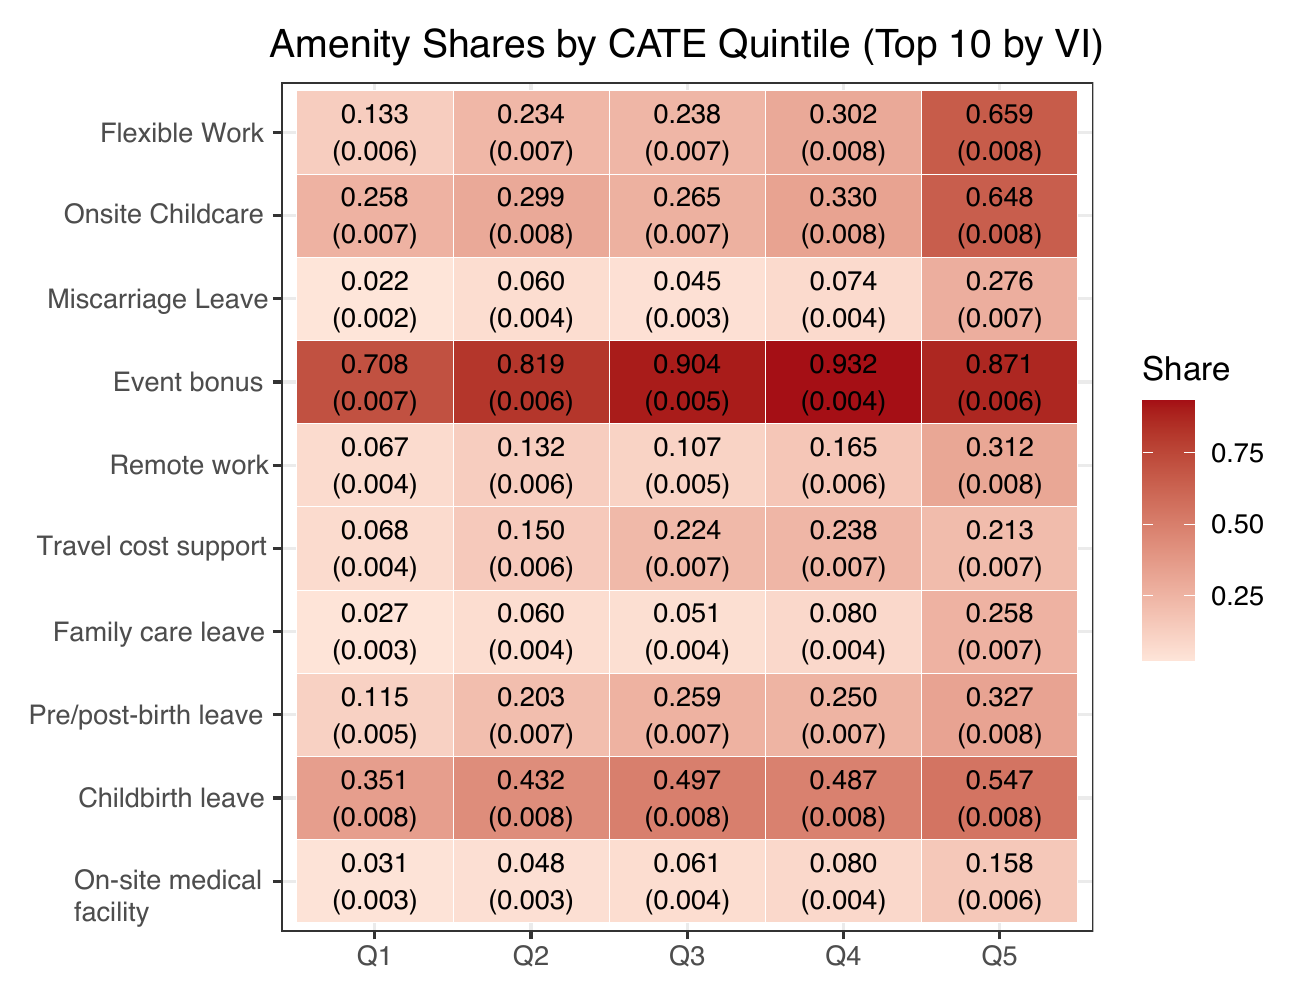 Amenity Shares by CATE Quintile (Top 10 by VI)
Flexible Work 0.133 0.234 0.238 0.302 0.659
(0.006) (0.007) (0.007) (0.008) (0.008)
Onsite Childcare 0.258 0.299 0.265 0.330 0.648
(0.007) (0.008) (0.007) (0.008) (0.008)
Miscarriage Leave 0.022 0.060 0.045 0.074 0.276
(0.002) (0.004) (0.003) (0.004) (0.007)
Event bonus 0.708 0.819 0.904 0.932 0.871
(0.007) (0.006) (0.005) (0.004) (0.006)
Remote work 0.067 0.132 0.107 0.165 0.312
(0.004) (0.006) (0.005) (0.006) (0.008)
Travel cost support 0.068 0.150 0.224 0.238 0.213
(0.004) (0.006) (0.007) (0.007) (0.007)
Family care leave 0.027 0.060 0.051 0.080 0.258
(0.003) (0.004) (0.004) (0.004) (0.007)
Pre/post-birth leave 0.115 0.203 0.259 0.250 0.327
(0.005) (0.007) (0.007) (0.007) (0.008)
Childbirth leave 0.351 0.432 0.497 0.487 0.547
(0.008) (0.008) (0.008) (0.008) (0.008)
On-site medical 0.031 0.048 0.061 0.080 0.158
facility (0.003) (0.003) (0.004) (0.004) (0.006)
Q1 Q2 Q3 Q4 Q5
Share
0.75
0.50
0.25